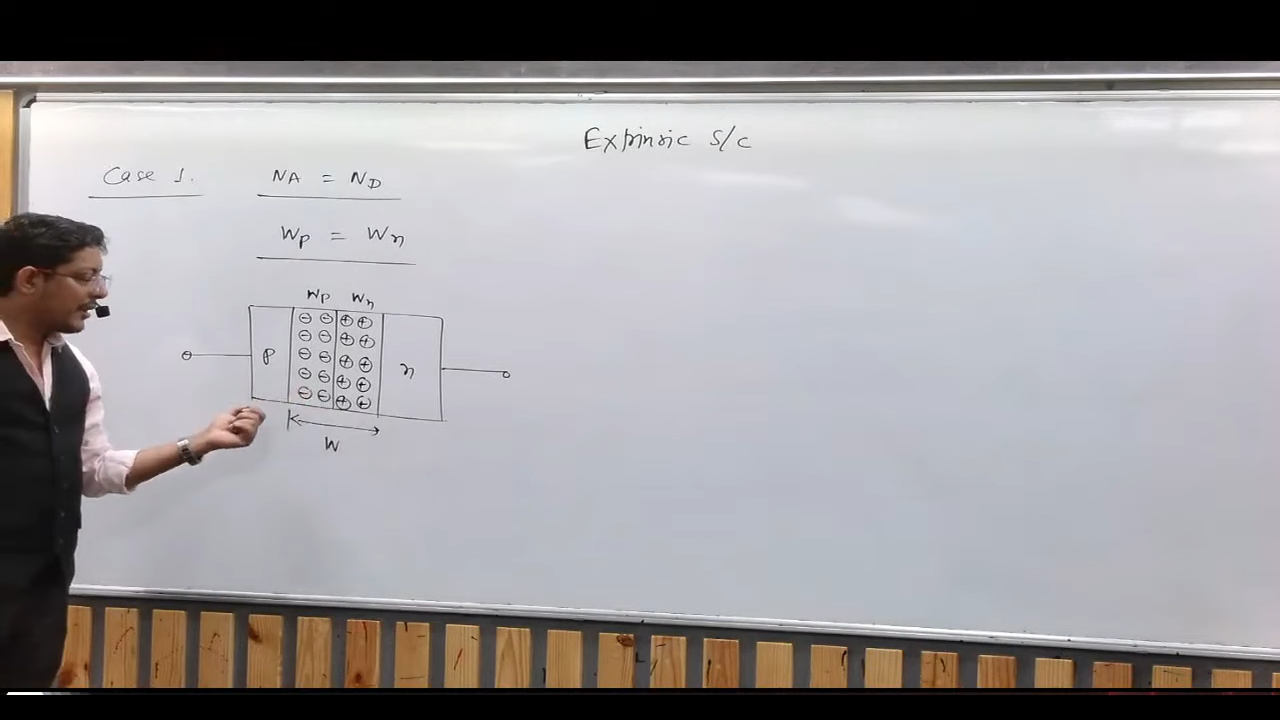 Extrinsic S/C
Case 1. NA = ND
Wp = Wn
Wp Wn
- - + +
- - + +
p - - + + n
- - + +
- - + +
W